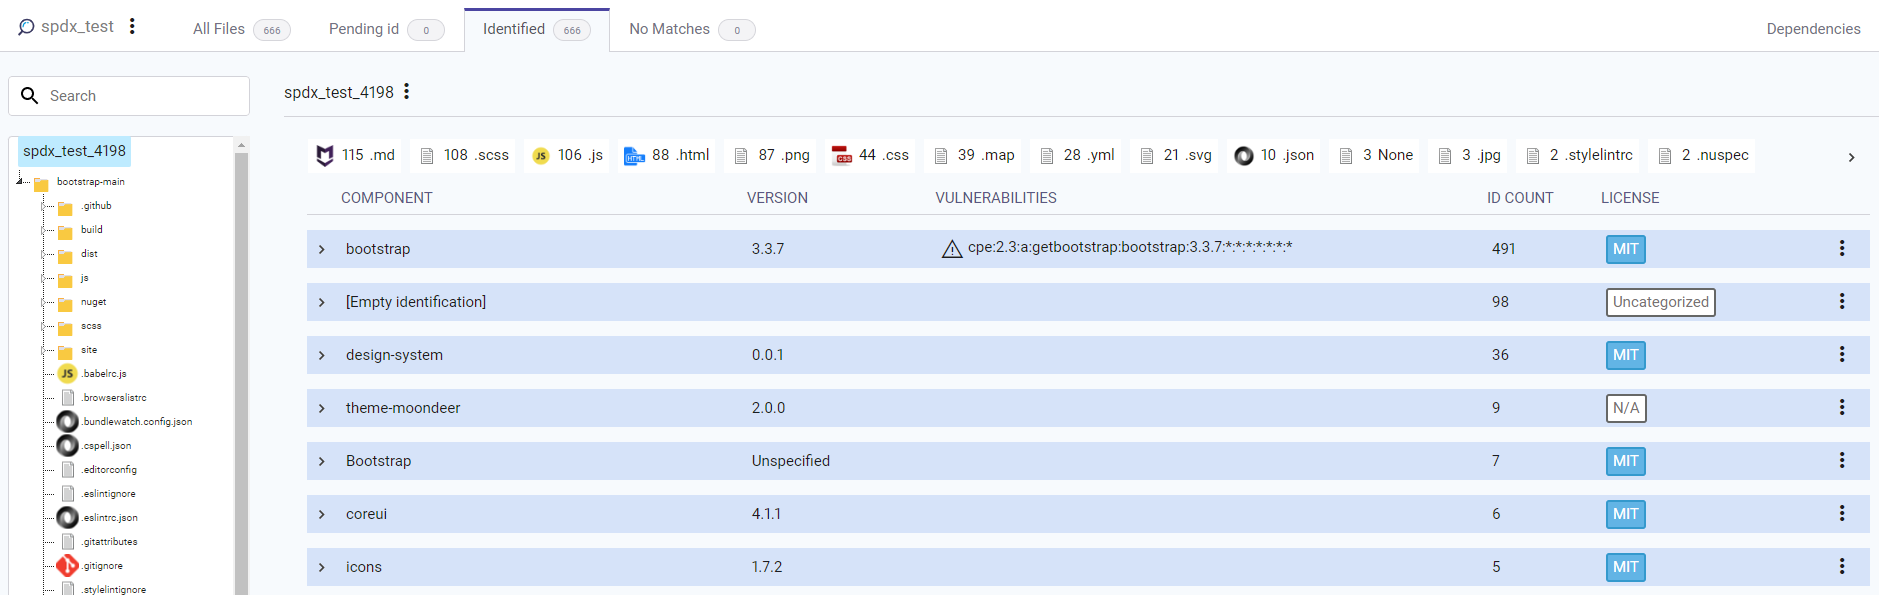 spdx_test
All Files 666
Pending id 0
Identified 666
No Matches 0
Dependencies
Search
spdx_test_4198
bootstrap-main
.github
build
dist
js
nuget
scss
site
JS .babelrc.js
.browserslistrc
.bundlewatch.config.json
.cspell.json
.editorconfig
.eslintignore
.eslintrc.json
.gitattributes
.gitignore
.stylelintignore
spdx_test_4198
115 .md
108 .scss
JS 106 .js
HTML 88 .html
87 .png
CSS 44 .css
39 .map
28 .yml
21 .svg
10 .json
3 None
3 .jpg
2 .stylelintrc
2 .nuspec
COMPONENT VERSION VULNERABILITIES ID COUNT LICENSE
bootstrap 3.3.7 cpe:2.3:a:getbootstrap:bootstrap:3.3.7:*:*:*:*:*:*:* 491 MIT
[Empty identification] 98 Uncategorized
design-system 0.0.1 36 MIT
theme-moondeer 2.0.0 9 N/A
Bootstrap Unspecified 7 MIT
coreui 4.1.1 6 MIT
icons 1.7.2 5 MIT